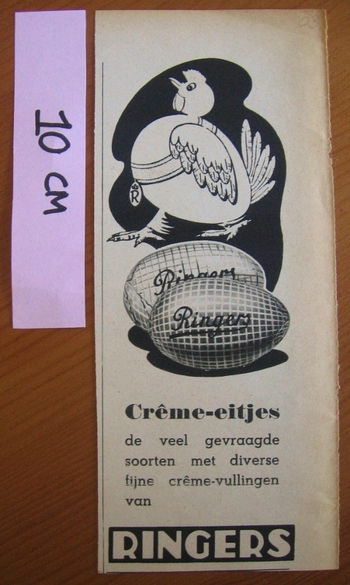 10 CM
R
Ringers
Ringers
Crême-eitjes
de veel gevraagde
soorten met diverse
fijne crême-vullingen
van
RINGERS